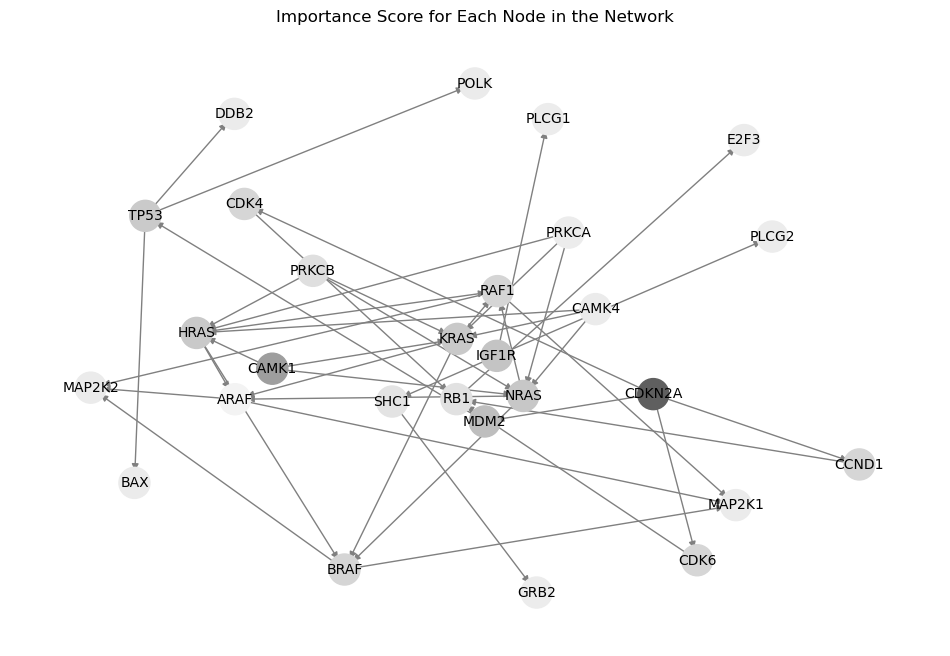 Importance Score for Each Node in the Network
POLK
DDB2
PLCG1
E2F3
CDK4
TP53
PRKCA
PLCG2
PRKCB
RAF1
CAMK4
HRAS
KRAS
IGF1R
CAMK1
MAP2K2
ARAF
SHC1
RB1
NRAS
CDKN2A
MDM2
CCND1
BAX
MAP2K1
CDK6
BRAF
GRB2